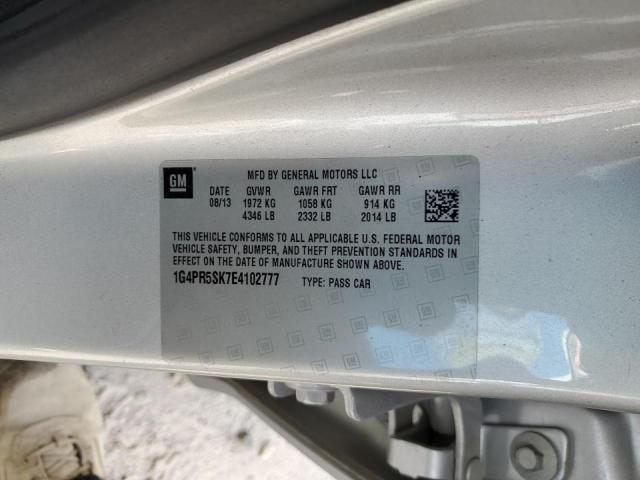 GM
MFD BY GENERAL MOTORS LLC
DATE GVWR GAWR FRT GAWR RR
08/13 1972 KG 1058 KG 914 KG
4346 LB 2332 LB 2014 LB
THIS VEHICLE CONFORMS TO ALL APPLICABLE U.S. FEDERAL MOTOR
VEHICLE SAFETY, BUMPER, AND THEFT PREVENTION STANDARDS IN
EFFECT ON THE DATE OF MANUFACTURE SHOWN ABOVE.
1G4PR5SK7E4102777 TYPE: PASS CAR